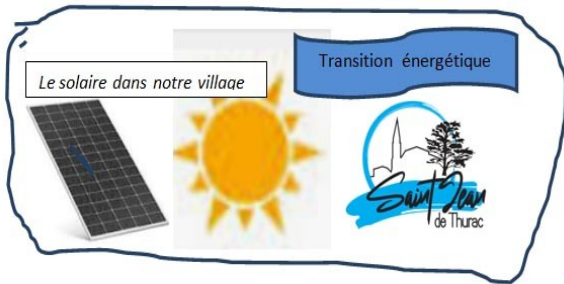 Transition énergétique
Le solaire dans notre village
Saint Jean
de Thurac